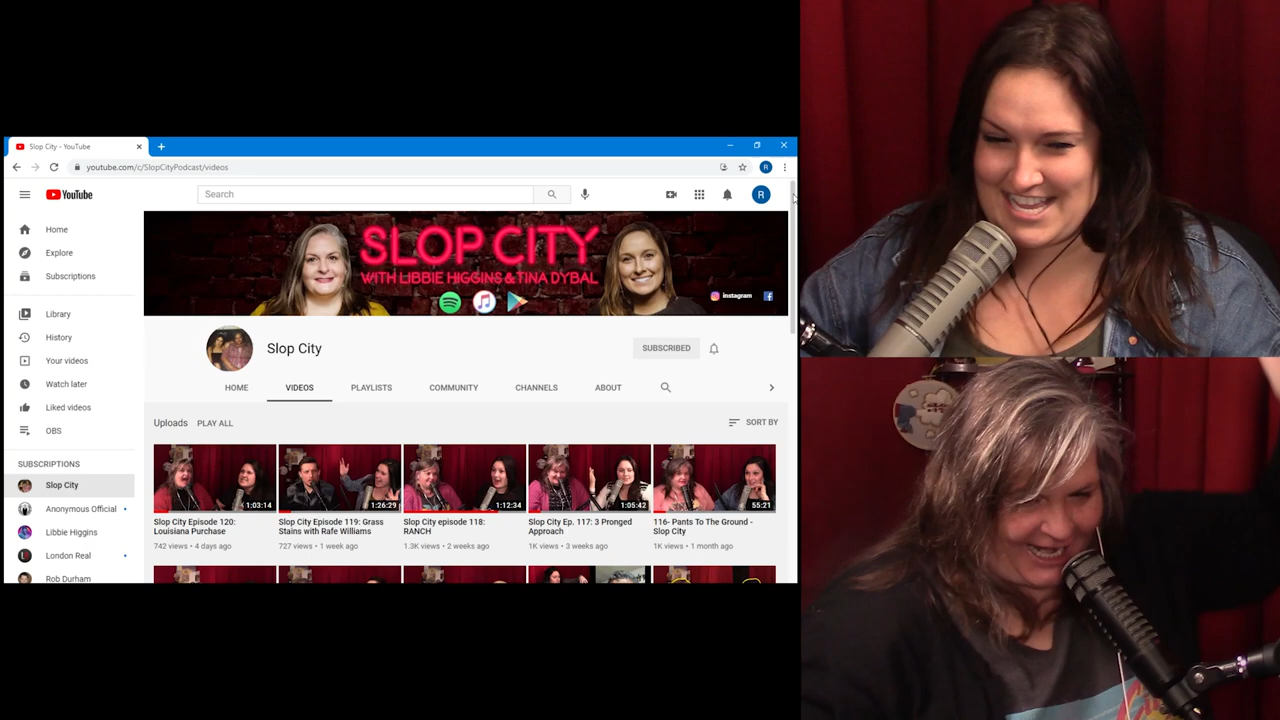 Slop City - YouTube
youtube.com/c/SlopCityPodcast/videos
R
YouTube
Search
R
Home
Explore
Subscriptions
Library
History
Your videos
Watch later
Liked videos
OBS
SUBSCRIPTIONS
Slop City
Anonymous Official
Libbie Higgins
London Real
Rob Durham
SLOP CITY
WITH LIBBIE HIGGINS & TINA DYBAL
instagram
Slop City
SUBSCRIBED
HOME VIDEOS PLAYLISTS COMMUNITY CHANNELS ABOUT
Uploads PLAY ALL
SORT BY
1:03:14 1:26:29 1:12:34 1:05:42 55:21
Slop City Episode 120:
Louisiana Purchase
742 views • 4 days ago
Slop City Episode 119: Grass
Stains with Rafe Williams
727 views • 1 week ago
Slop City episode 118:
RANCH
1.3K views • 2 weeks ago
Slop City Ep. 117: 3 Pronged
Approach
1K views • 3 weeks ago
116- Pants To The Ground -
Slop City
1K views • 1 month ago